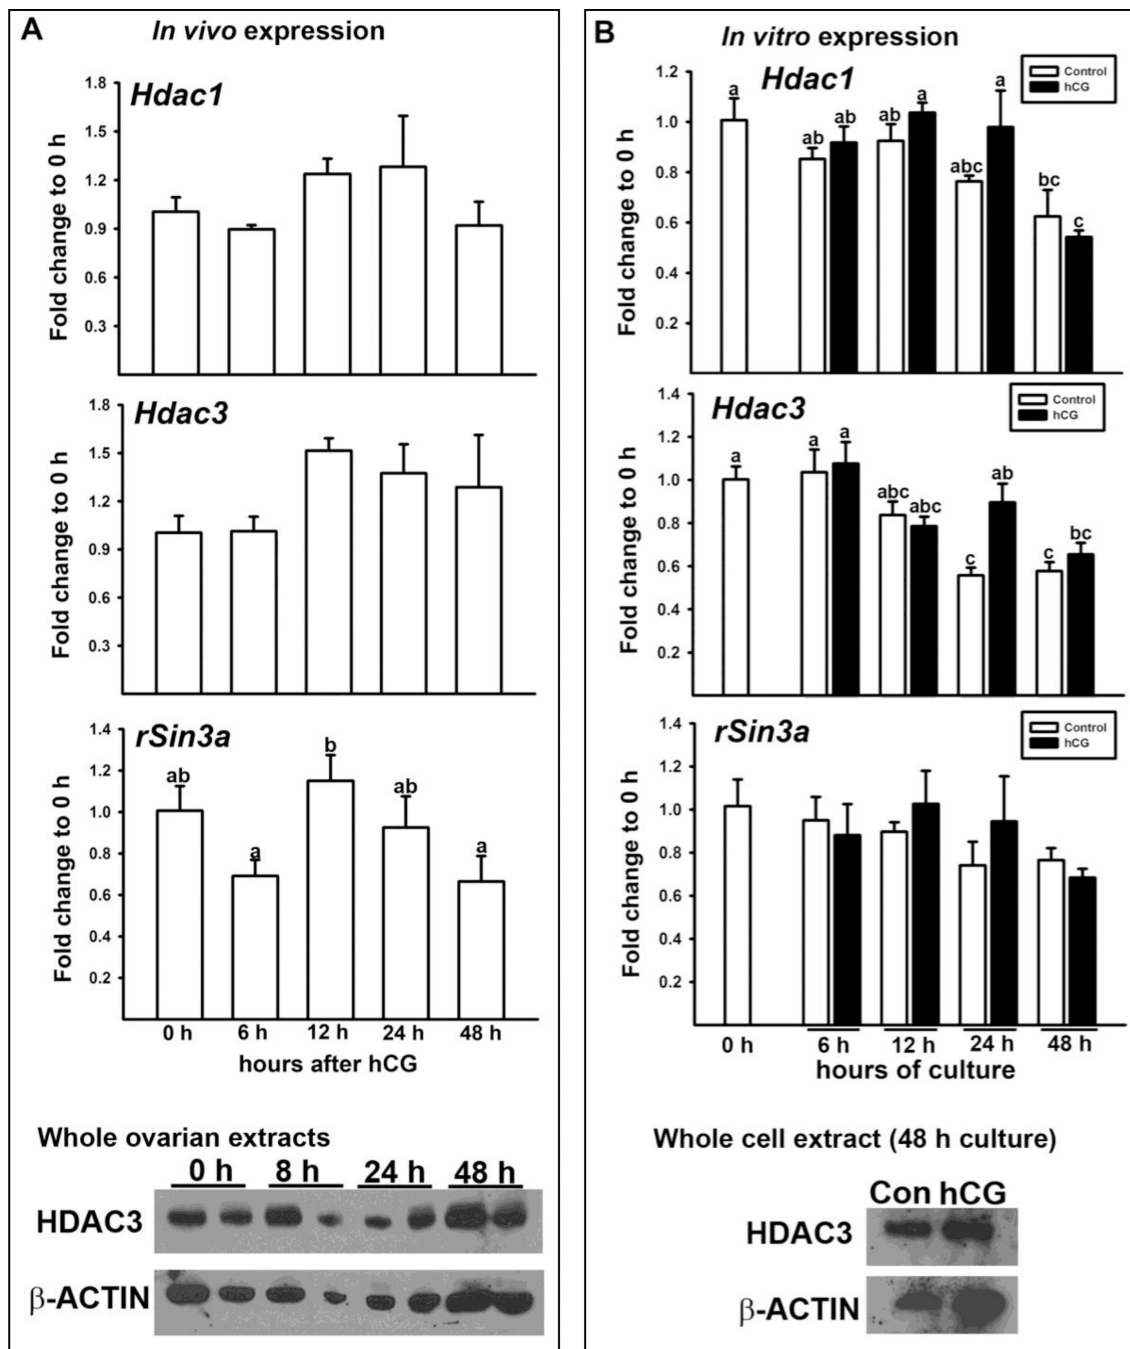 A
In vivo expression
Hdac1
Fold change to 0 h
1.8
1.5
1.2
0.9
0.6
0.3
Hdac3
Fold change to 0 h
1.8
1.5
1.2
0.9
0.6
0.3
rSin3a
Fold change to 0 h
1.4
1.2
1.0
0.8
0.6
0.4
0.2
ab
a
b
ab
a
0 h 6 h 12 h 24 h 48 h
hours after hCG
Whole ovarian extracts
0 h 8 h 24 h 48 h
HDAC3
β-ACTIN
B
In vitro expression
Hdac1
Control
hCG
Fold change to 0 h
1.2
1.0
0.8
0.6
0.4
0.2
a
ab ab
ab a
abc a
bc c
Hdac3
Control
hCG
Fold change to 0 h
1.4
1.2
1.0
0.8
0.6
0.4
0.2
a
a a
abc abc
c ab
c bc
rSin3a
Control
hCG
Fold change to 0 h
1.4
1.2
1.0
0.8
0.6
0.4
0.2
0 h 6 h 12 h 24 h 48 h
hours of culture
Whole cell extract (48 h culture)
Con hCG
HDAC3
β-ACTIN